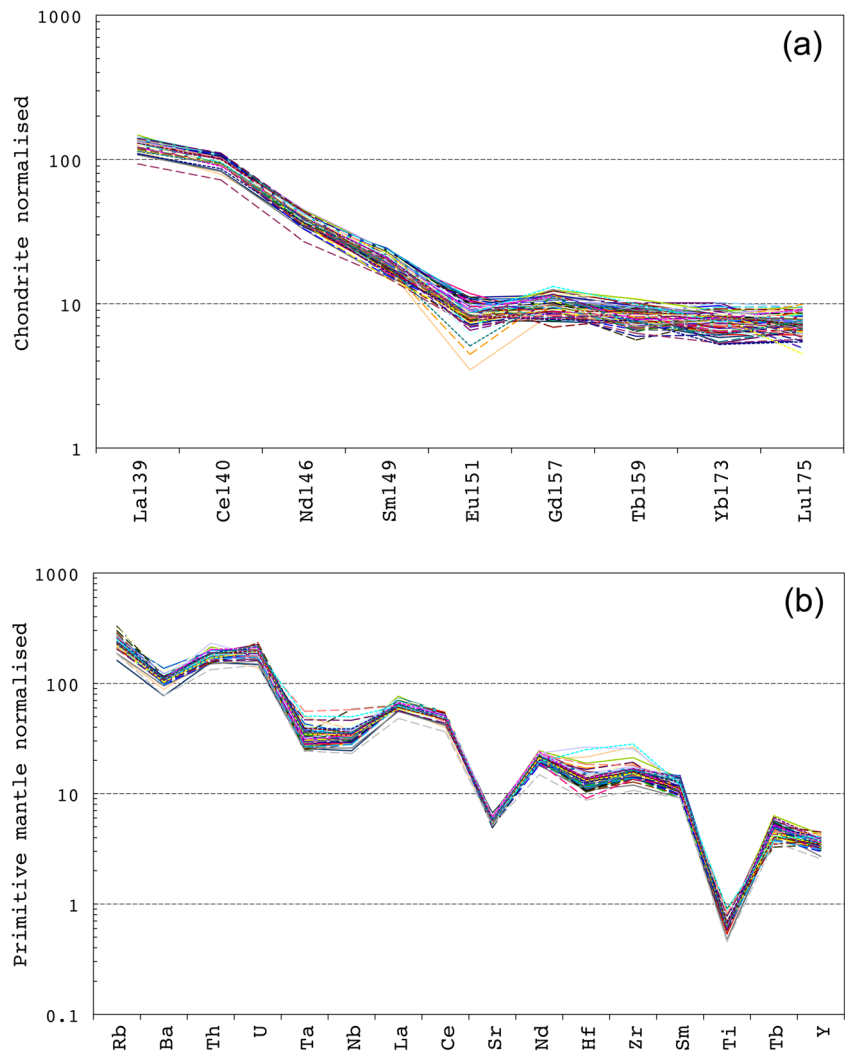 (a)
Chondrite normalised
1000
100
10
1
La139 Ce140 Nd146 Sm149 Eu151 Gd157 Tb159 Yb173 Lu175
(b)
Primitive mantle normalised
1000
100
10
1
0.1
Rb Ba Th U Ta Nb La Ce Sr Nd Hf Zr Sm Ti Tb Y